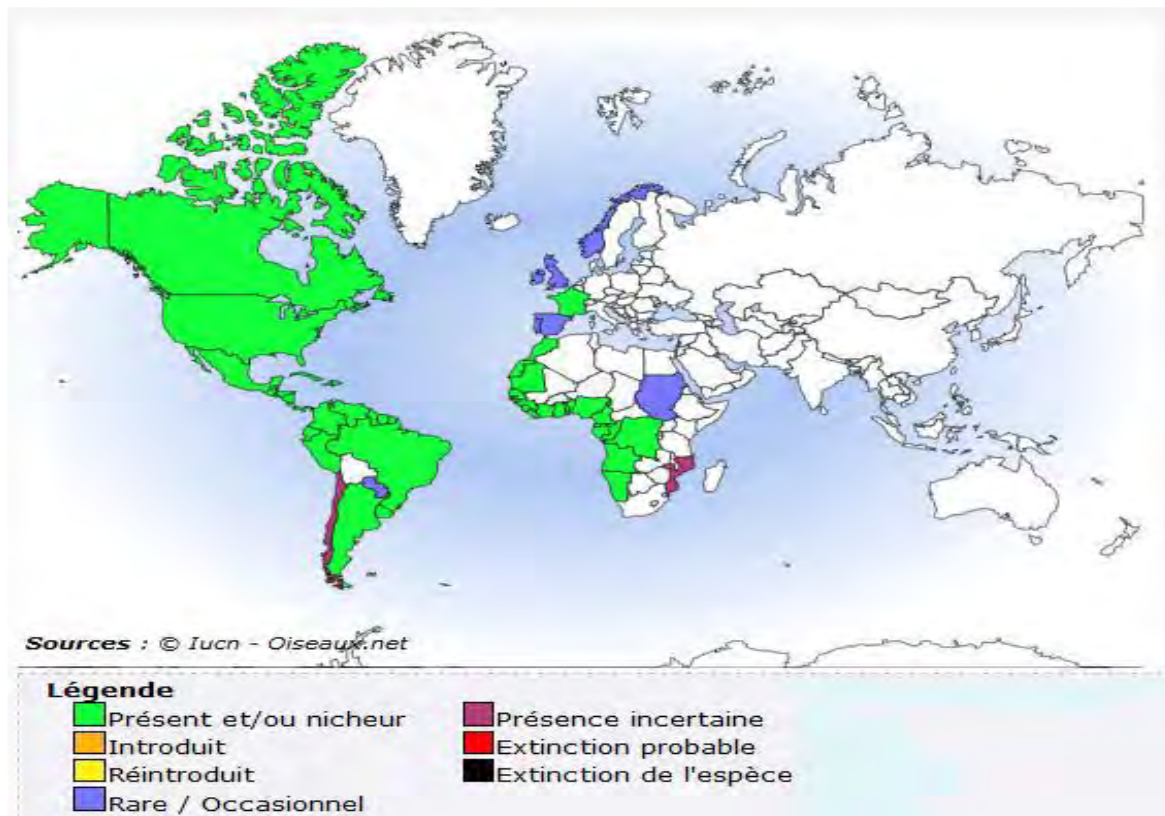 Sources : © Iucn - Oiseaux.net
Légende
Présent et/ou nicheur
Introduit
Réintroduit
Rare / Occasionnel
Présence incertaine
Extinction probable
Extinction de l'espèce